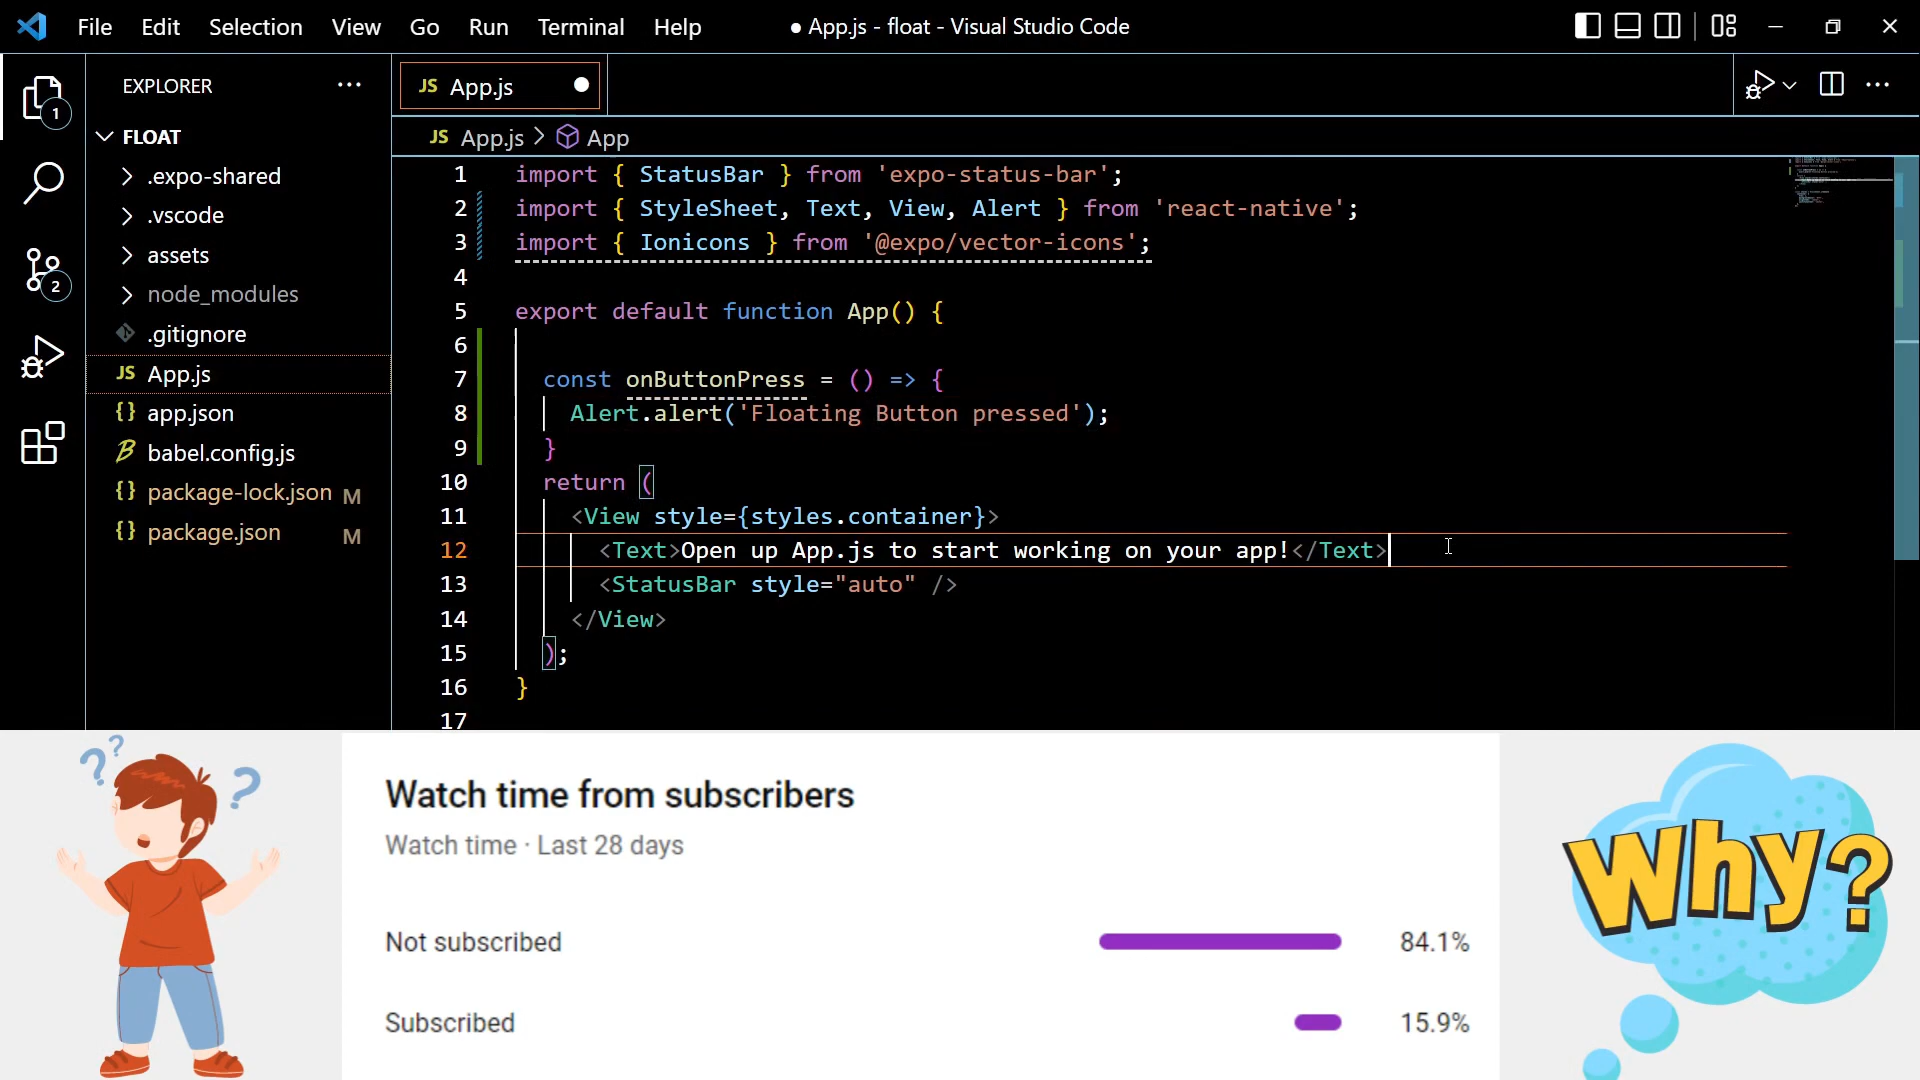 File Edit Selection View Go Run Terminal Help
● App.js - float - Visual Studio Code
EXPLORER ···
1
2
FLOAT
.expo-shared
.vscode
assets
node_modules
.gitignore
JS App.js
{} app.json
babel.config.js
{} package-lock.json M
{} package.json M
JS App.js
JS App.js > App
1 import { StatusBar } from 'expo-status-bar';
2 import { StyleSheet, Text, View, Alert } from 'react-native';
3 import { Ionicons } from '@expo/vector-icons';
4
5 export default function App() {
6
7 const onButtonPress = () => {
8 Alert.alert('Floating Button pressed');
9 }
10 return (
11 <View style={styles.container}>
12 <Text>Open up App.js to start working on your app!</Text>
13 <StatusBar style="auto" />
14 </View>
15 );
16 }
17
? ? ?
Watch time from subscribers
Watch time · Last 28 days
Not subscribed 84.1%
Subscribed 15.9%
Why?